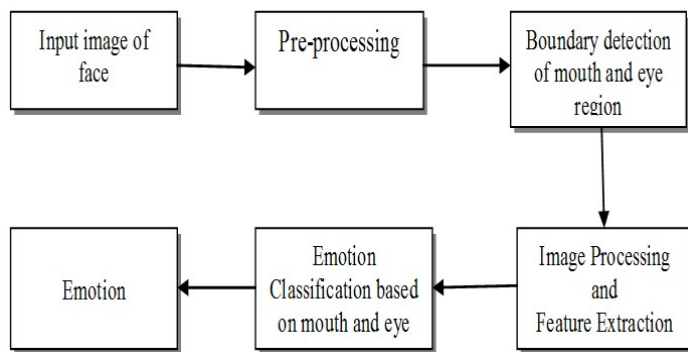 Input image of
face
Pre-processing
Boundary detection
of mouth and eye
region
Image Processing
and
Feature Extraction
Emotion
Classification based
on mouth and eye
Emotion